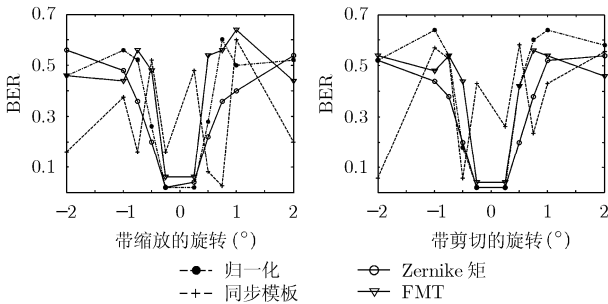 0.7 0.7
0.5 0.5
BER BER
0.3 0.3
0.1 0.1
−2 −1 0 1 2 −2 −1 0 1 2
带缩放的旋转(°) 带剪切的旋转(°)
归一化 Zernike 矩
同步模板 FMT